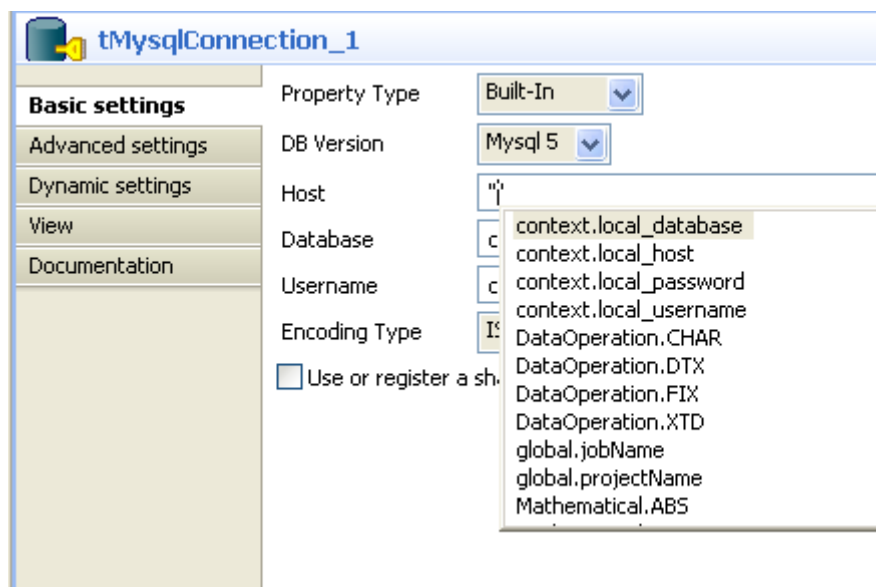 tMysqlConnection_1
Basic settings
Advanced settings
Dynamic settings
View
Documentation
Property Type Built-In
DB Version Mysql 5
Host ""
Database c
Username c
Encoding Type IS
Use or register a sh
context.local_database
context.local_host
context.local_password
context.local_username
DataOperation.CHAR
DataOperation.DTX
DataOperation.FIX
DataOperation.XTD
global.jobName
global.projectName
Mathematical.ABS